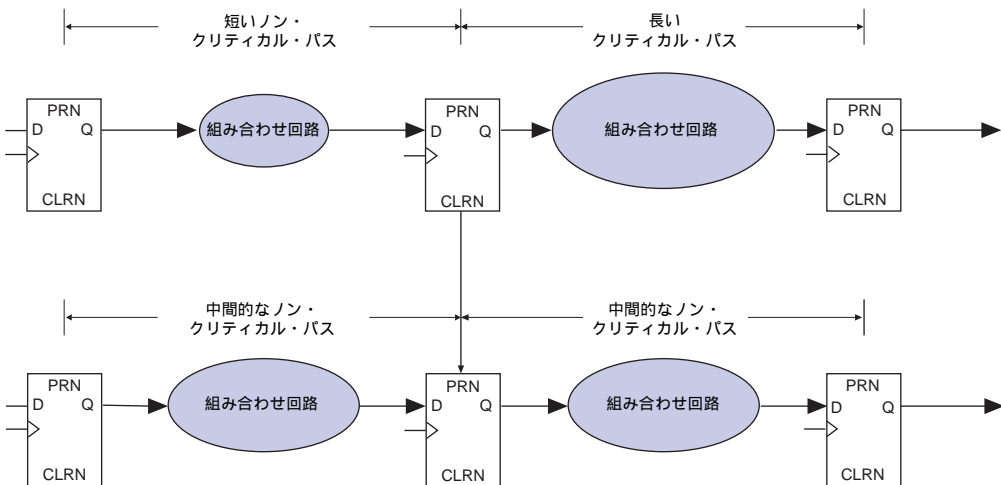 短いノン・
クリティカル・パス
長い
クリティカル・パス
PRN
D Q
CLRN
組み合わせ回路
PRN
D Q
CLRN
組み合わせ回路
PRN
D Q
CLRN
中間的なノン・
クリティカル・パス
中間的なノン・
クリティカル・パス
PRN
D Q
CLRN
組み合わせ回路
PRN
D Q
CLRN
組み合わせ回路
PRN
D Q
CLRN